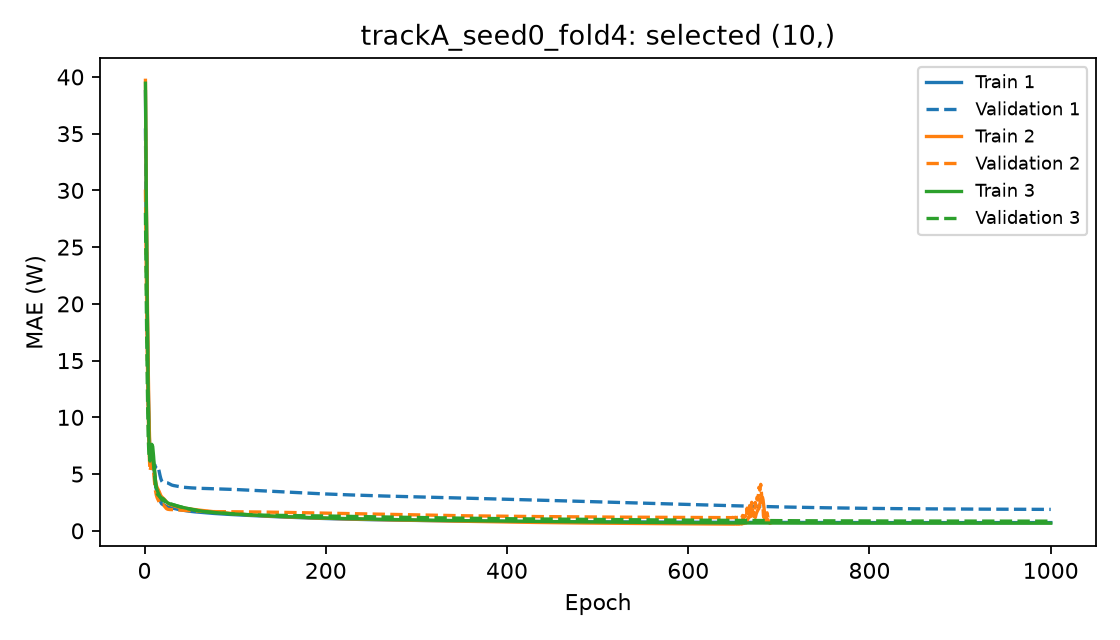 trackA_seed0_fold4: selected (10,)
Train 1
Validation 1
Train 2
Validation 2
Train 3
Validation 3
MAE (W)
40
35
30
25
20
15
10
5
0
0 200 400 600 800 1000
Epoch